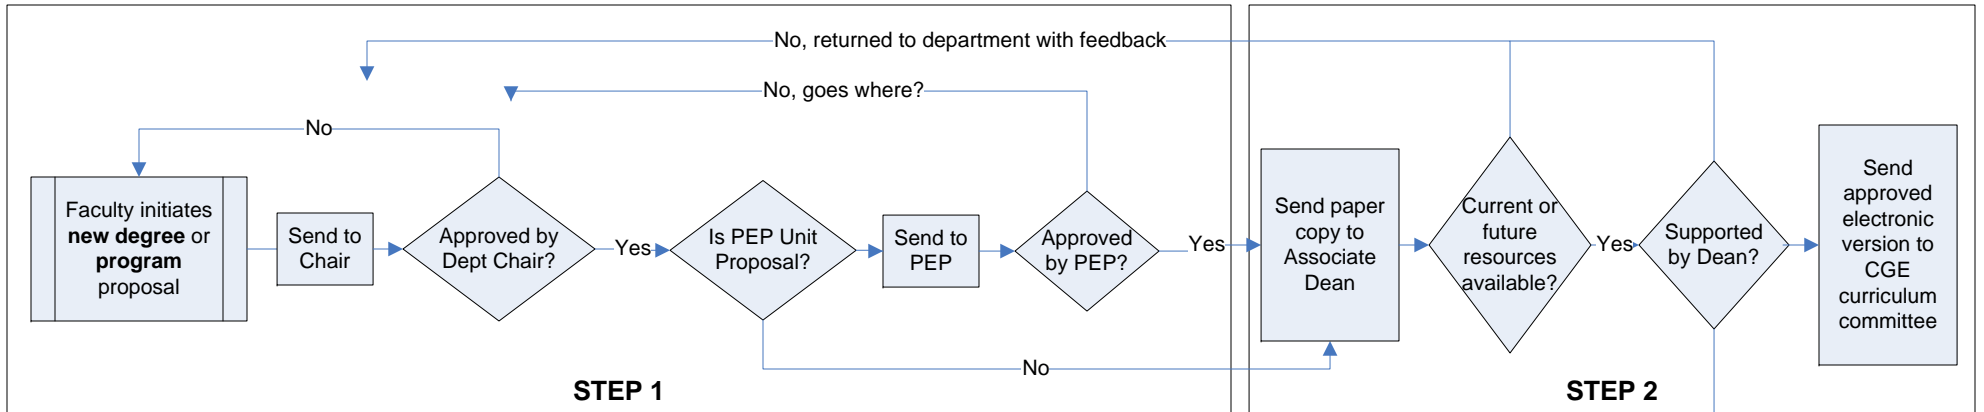 No, returned to department with feedback
No, goes where?
No
Faculty initiates
new degree or
program
proposal
Send to
Chair
Approved by
Dept Chair?
Yes
Is PEP Unit
Proposal?
Send to
PEP
Approved
by PEP?
Yes
No
STEP 1
Send paper
copy to
Associate
Dean
Current or
future
resources
available?
Yes
Supported
by Dean?
Send
approved
electronic
version to
CGE
curriculum
committee
STEP 2